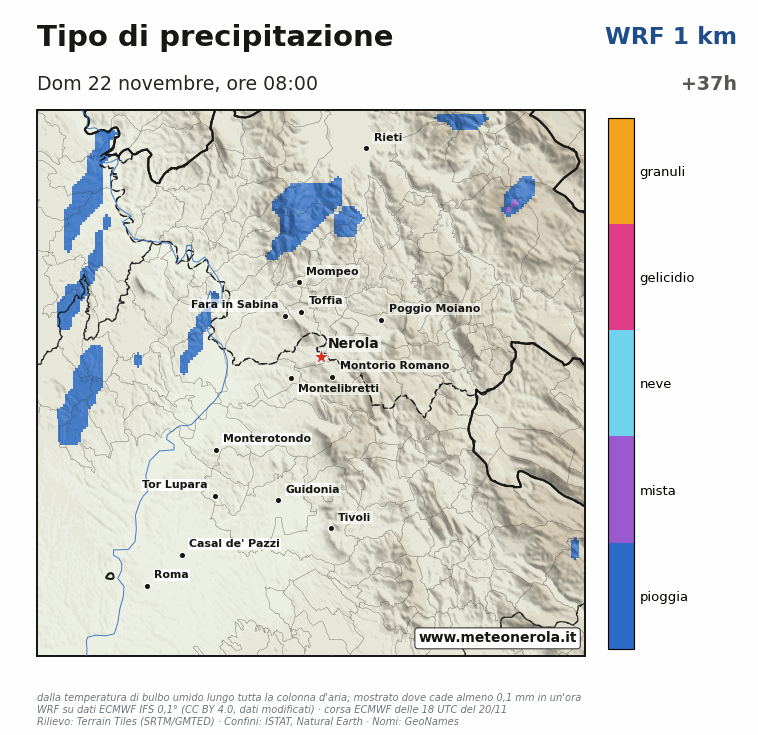 Tipo di precipitazione
WRF 1 km
Dom 22 novembre, ore 08:00
+37h
Rieti
Mompeo
Fara in Sabina
Toffia
Poggio Moiano
Nerola
Montorio Romano
Montelibretti
Monterotondo
Tor Lupara
Guidonia
Tivoli
Casal de' Pazzi
Roma
www.meteonerola.it
granuli
gelicidio
neve
mista
pioggia
dalla temperatura di bulbo umido lungo tutta la colonna d'aria; mostrato dove cade almeno 0,1 mm in un'ora
WRF su dati ECMWF IFS 0,1° (CC BY 4.0, dati modificati) · corsa ECMWF delle 18 UTC del 20/11
Rilievo: Terrain Tiles (SRTM/GMTED) · Confini: ISTAT, Natural Earth · Nomi: GeoNames